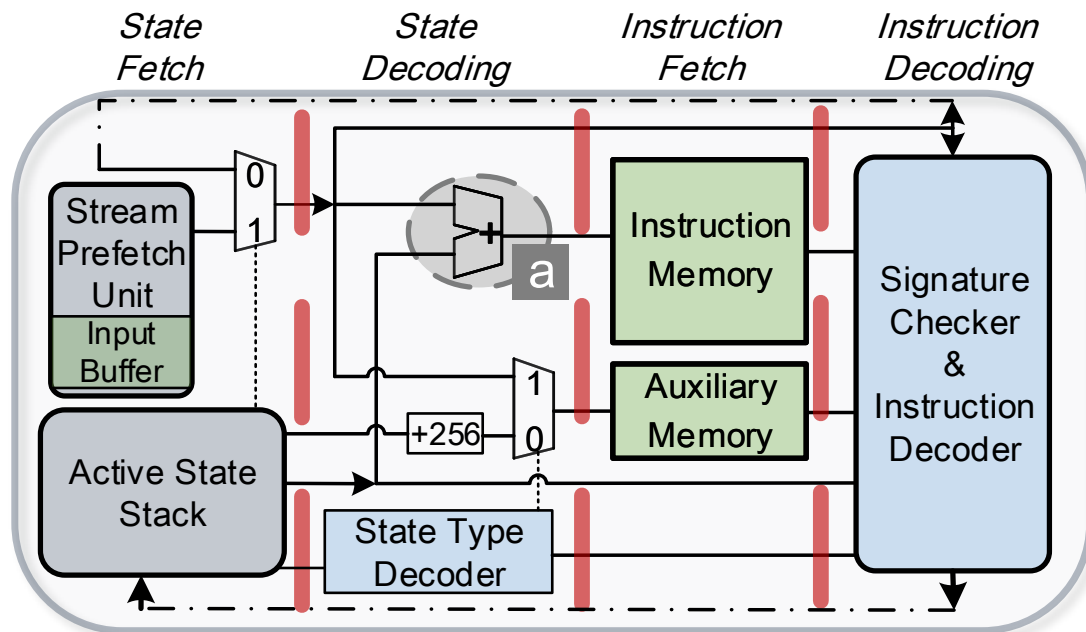 State
Fetch
State
Decoding
Instruction
Fetch
Instruction
Decoding
0
1
Stream
Prefetch
Unit
Input
Buffer
+
a
Instruction
Memory
Signature
Checker
&
Instruction
Decoder
1
0
+256
Auxiliary
Memory
Active State
Stack
State Type
Decoder